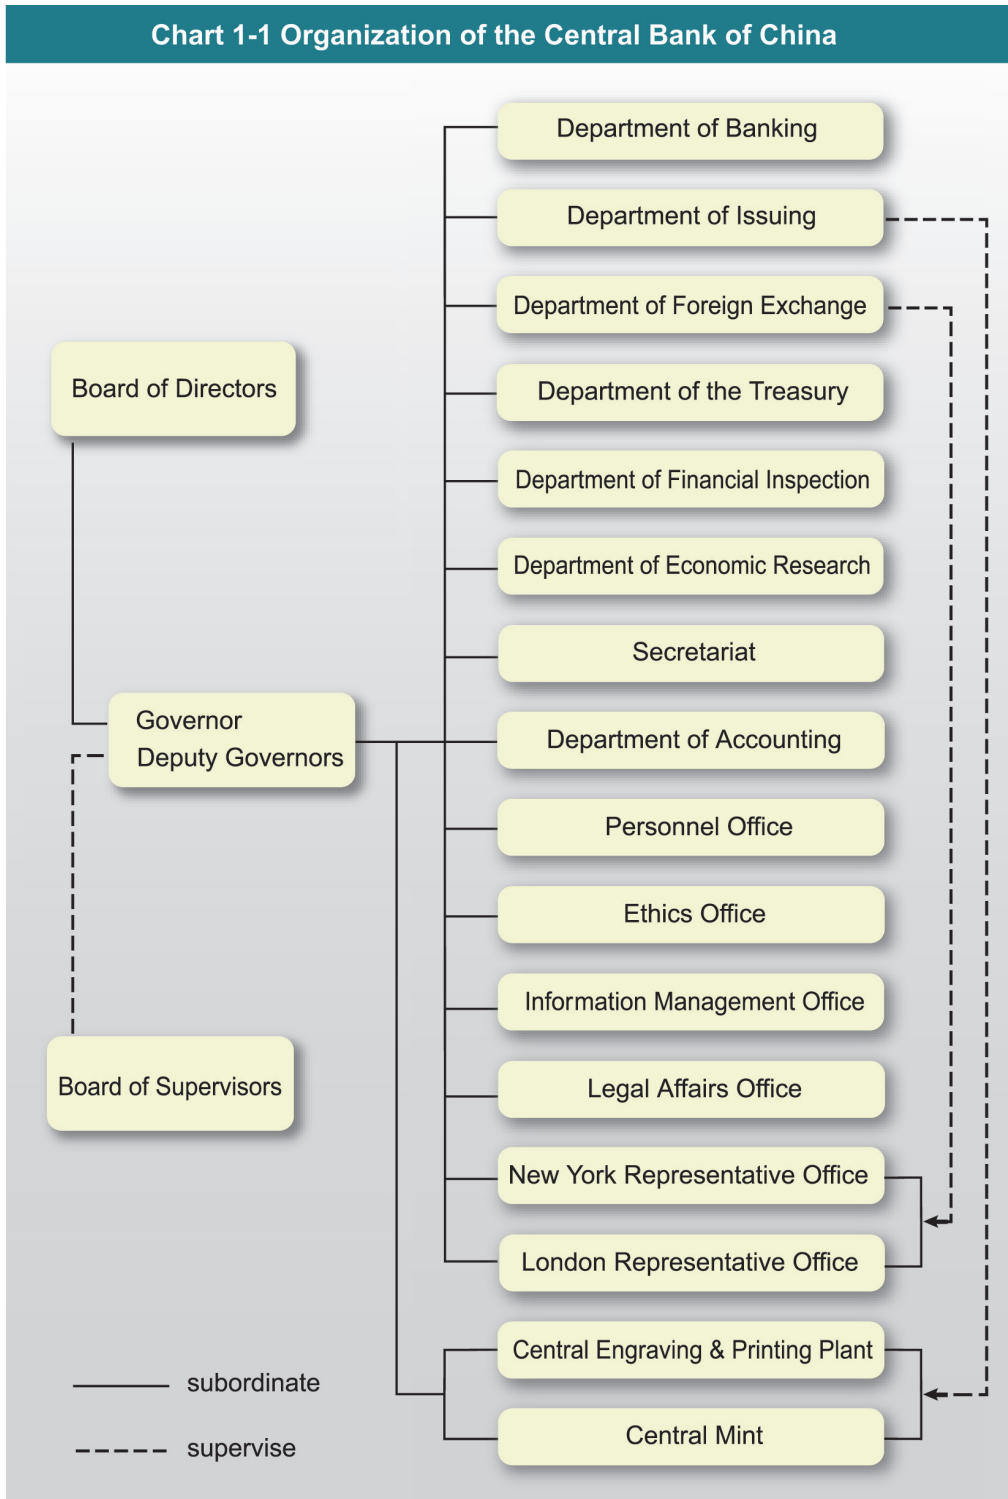 Chart 1-1 Organization of the Central Bank of China
Department of Banking
Department of Issuing
Department of Foreign Exchange
Board of Directors
Department of the Treasury
Department of Financial Inspection
Department of Economic Research
Secretariat
Governor
Deputy Governors
Department of Accounting
Personnel Office
Ethics Office
Information Management Office
Board of Supervisors
Legal Affairs Office
New York Representative Office
London Representative Office
Central Engraving & Printing Plant
Central Mint
subordinate
supervise